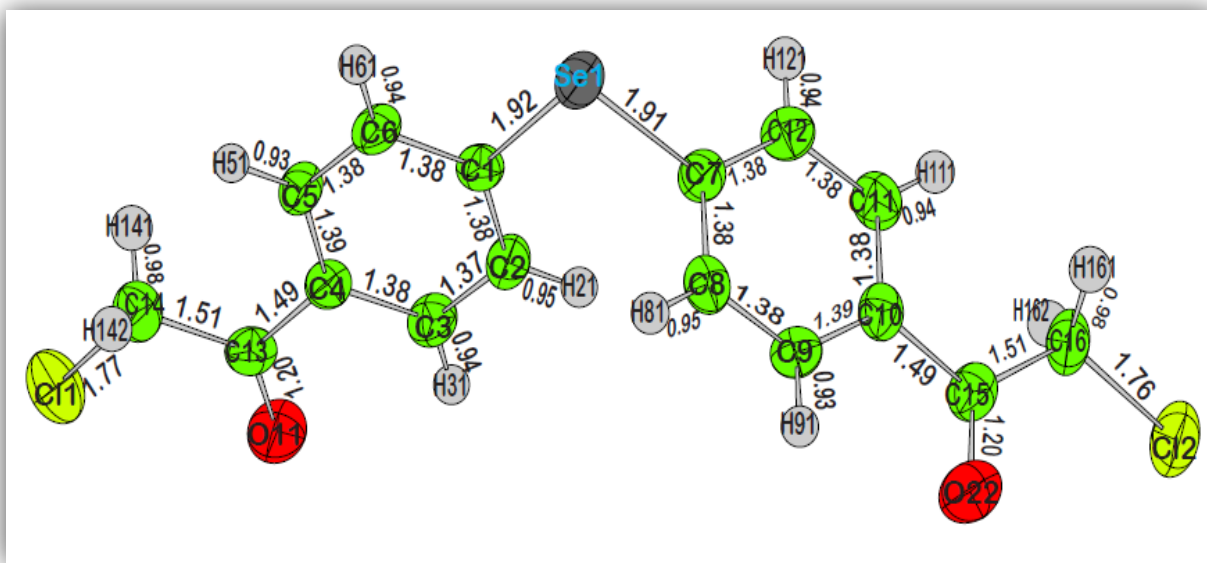 H61
Se1
H121
0.94
1.92
1.91
0.94
C6
C12
H51
0.93
1.38
1.38
C1
C7
1.38
1.38
H111
C5
C11
0.94
H141
0.98
1.39
1.38
1.37
C2
1.38
1.38
H161
0.98
C14
1.49
C4
1.38
0.95
H21
C8
H162
H142
1.51
C3
H81
0.95
1.38
1.39
C10
C16
C13
0.94
C9
1.51
1.77
1.20
H31
0.93
1.49
1.76
Cl1
C15
O11
H91
1.20
Cl2
O22